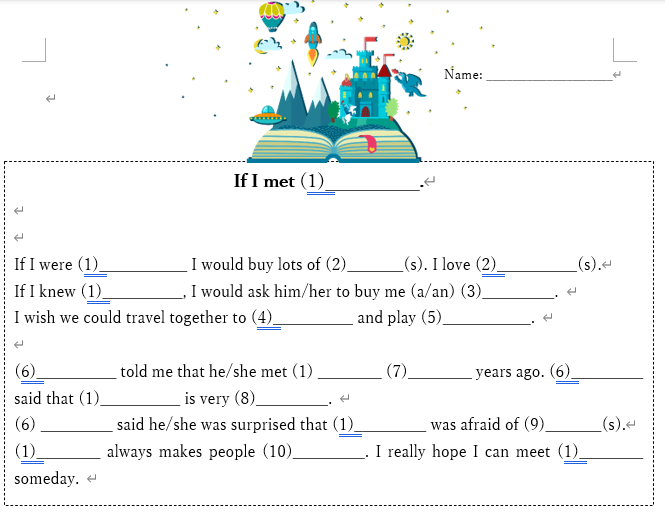 Name: __________________
If I met (1)___________.
If I were (1)___________ I would buy lots of (2)_______(s). I love (2)__________(s).
If I knew (1)__________, I would ask him/her to buy me (a/an) (3)_________.
I wish we could travel together to (4)__________ and play (5)___________.
(6)__________ told me that he/she met (1) ________ (7)________ years ago. (6)_________
said that (1)__________ is very (8)_________.
(6) _________ said he/she was surprised that (1)_________ was afraid of (9)_______(s).
(1)________ always makes people (10)_________. I really hope I can meet (1)________
someday.